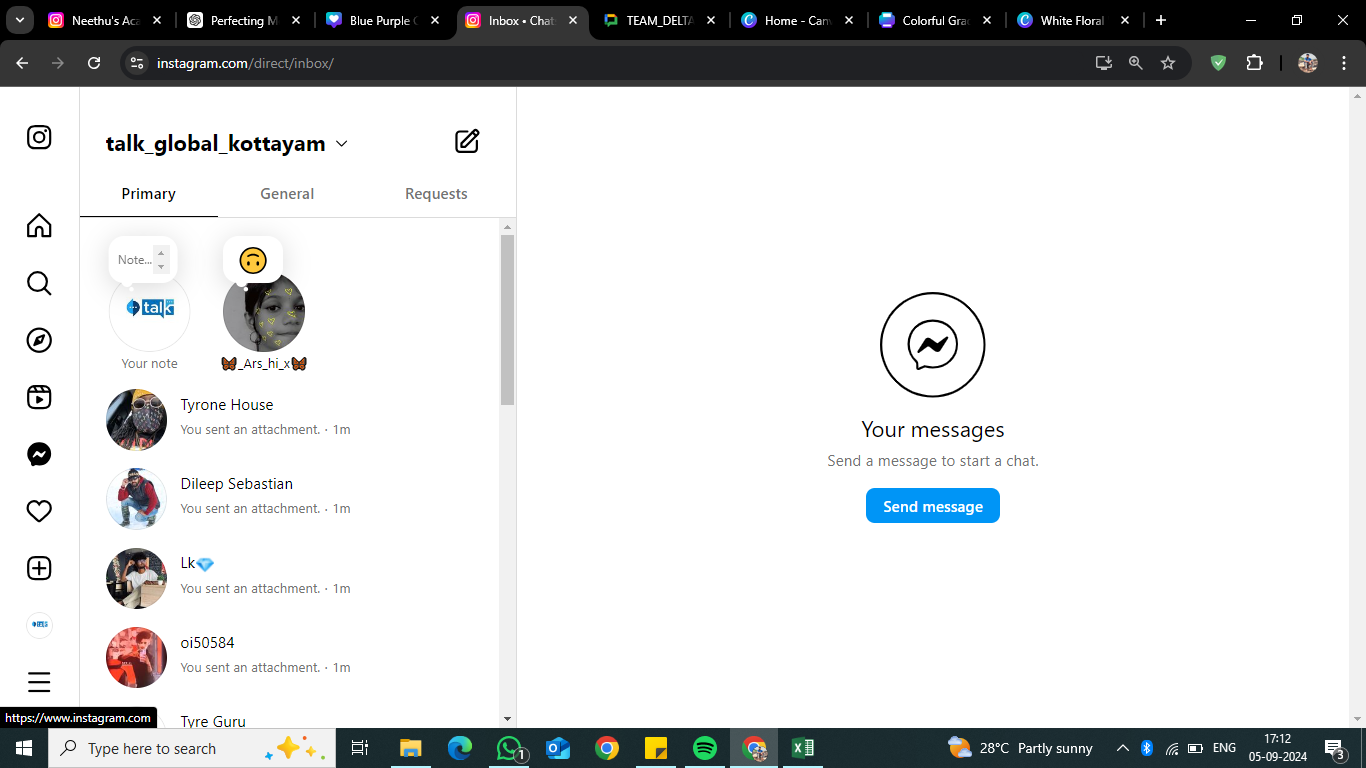 Neethu's Aca
Perfecting M
Blue Purple G
Inbox • Chat
TEAM_DELTA
Home - Can
Colorful Gra
White Floral
instagram.com/direct/inbox/
talk_global_kottayam
Primary
General
Requests
Note...
talk
Your note
🦋_Ars_hi_x🦋
Tyrone House
You sent an attachment. · 1m
Dileep Sebastian
You sent an attachment. · 1m
Lk💎
You sent an attachment. · 1m
oi50584
You sent an attachment. · 1m
Tyre Guru
Your messages
Send a message to start a chat.
Send message
https://www.instagram.com
Type here to search
1
28°C Partly sunny
ENG
17:12
05-09-2024
3